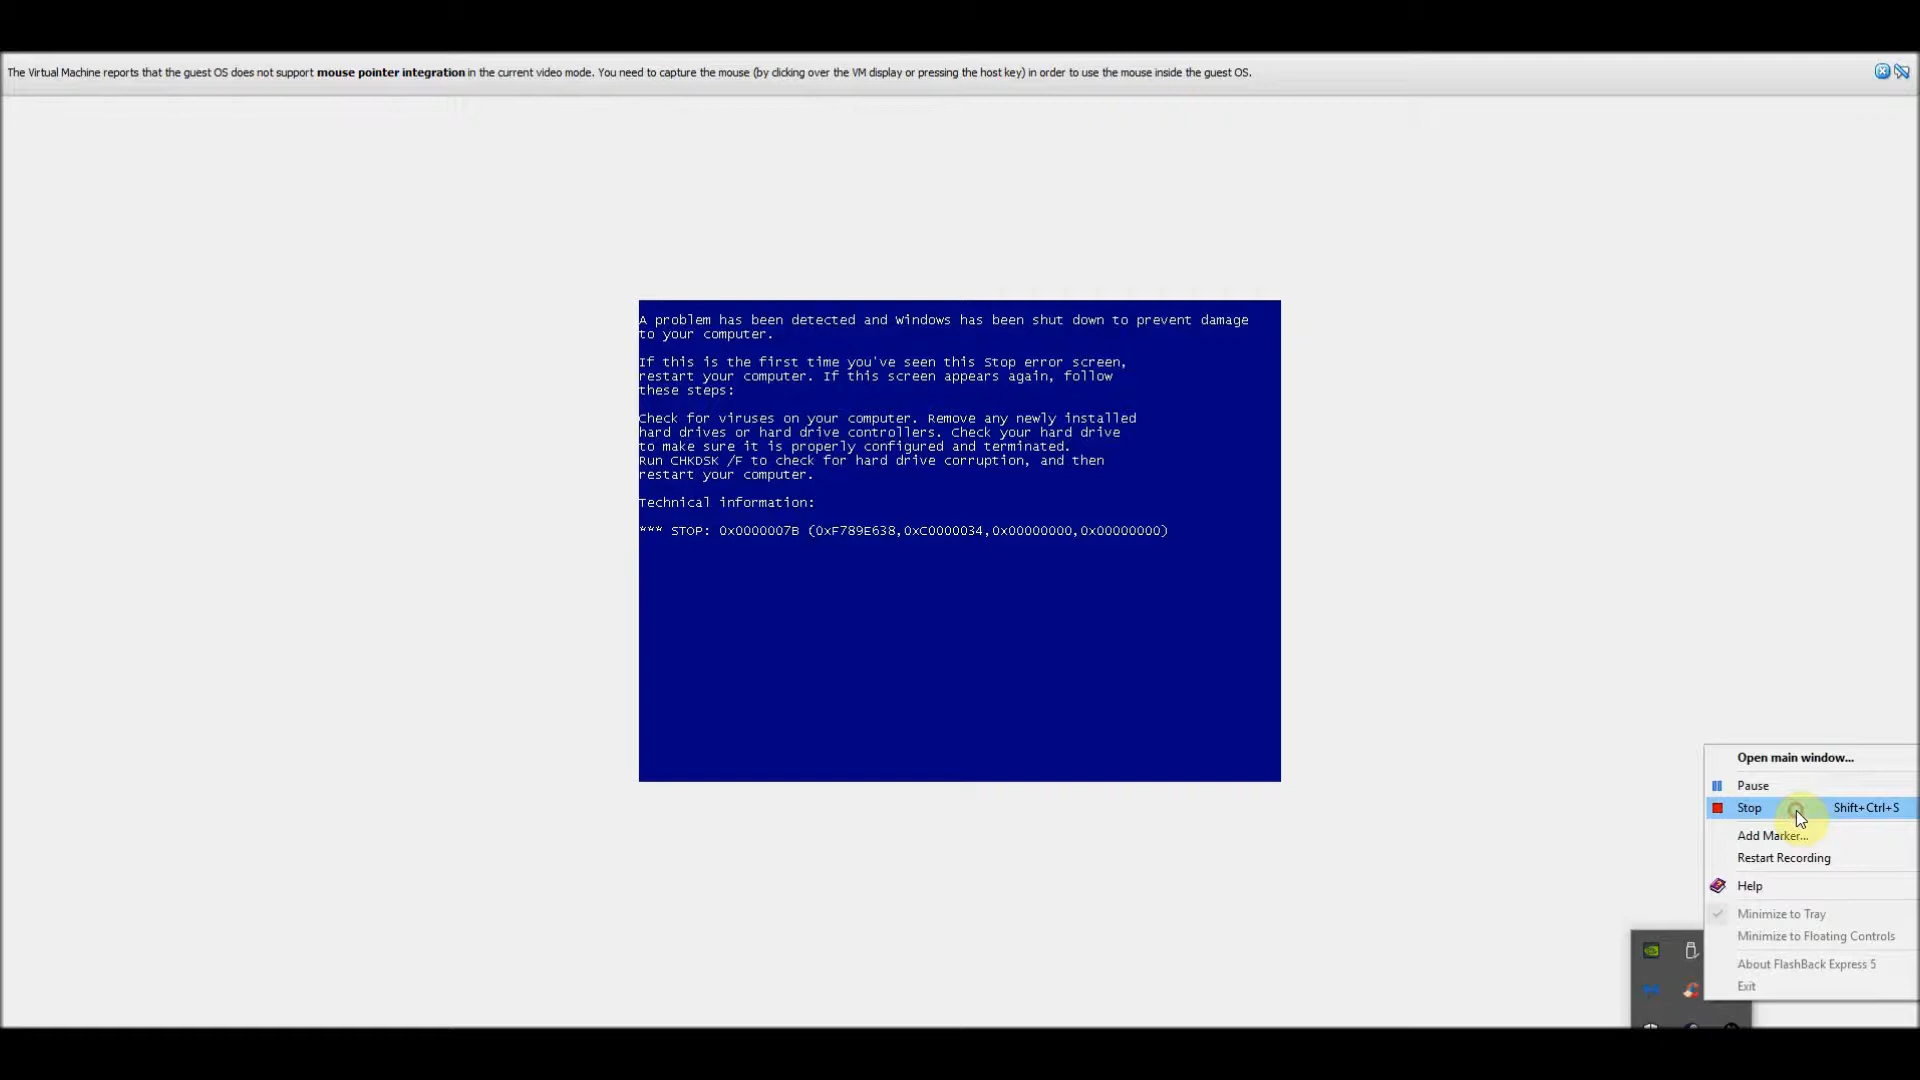 The Virtual Machine reports that the guest OS does not support mouse pointer integration in the current video mode. You need to capture the mouse (by clicking over the VM display or pressing the host key) in order to use the mouse inside the guest OS.
A problem has been detected and Windows has been shut down to prevent damage
to your computer.
If this is the first time you've seen this Stop error screen,
restart your computer. If this screen appears again, follow
these steps:
Check for viruses on your computer. Remove any newly installed
hard drives or hard drive controllers. Check your hard drive
to make sure it is properly configured and terminated.
Run CHKDSK /F to check for hard drive corruption, and then
restart your computer.
Technical information:
*** STOP: 0x0000007B (0xF789E638,0xC0000034,0x00000000,0x00000000)
Open main window...
Pause
Stop Shift+Ctrl+S
Add Marker...
Restart Recording
Help
Minimize to Tray
Minimize to Floating Controls
About FlashBack Express 5
Exit